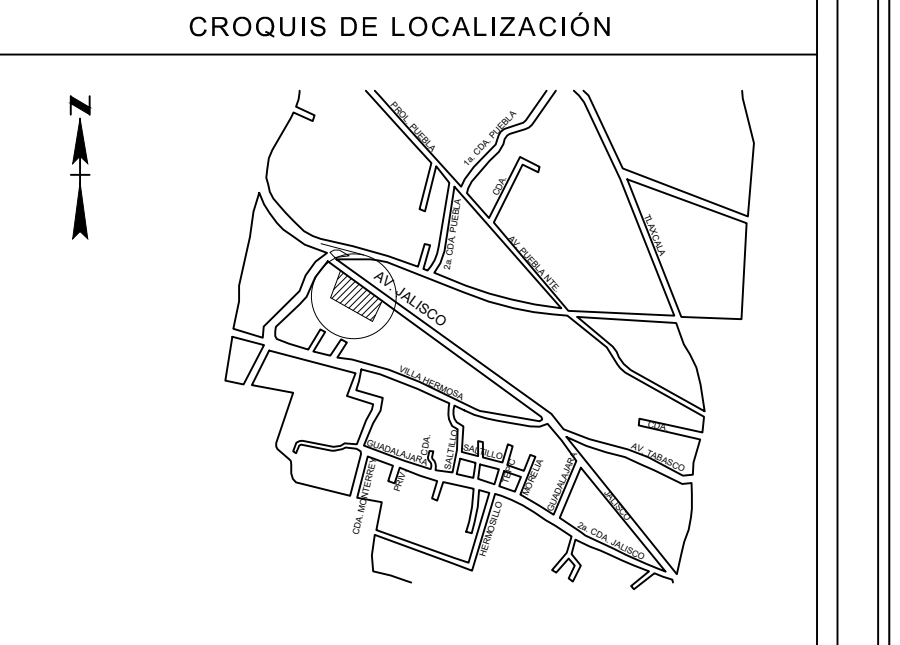 CROQUIS DE LOCALIZACIÓN
N
PROL. PUEBLA
1a. CDA. PUEBLA
CDA.
2a. CDA. PUEBLA
TLAXCALA
AV. PUEBLA NTE.
AV. JALISCO
VILLA HERMOSA
CDA.
GUADALAJARA
CDA.
SALTILLO
SALTILLO
AV. TABASCO
CDA. MONTERREY
PRIV.
TEPIC
MORELIA
GUADALAJARA
JALISCO
HERMOSILLO
2a. CDA. JALISCO